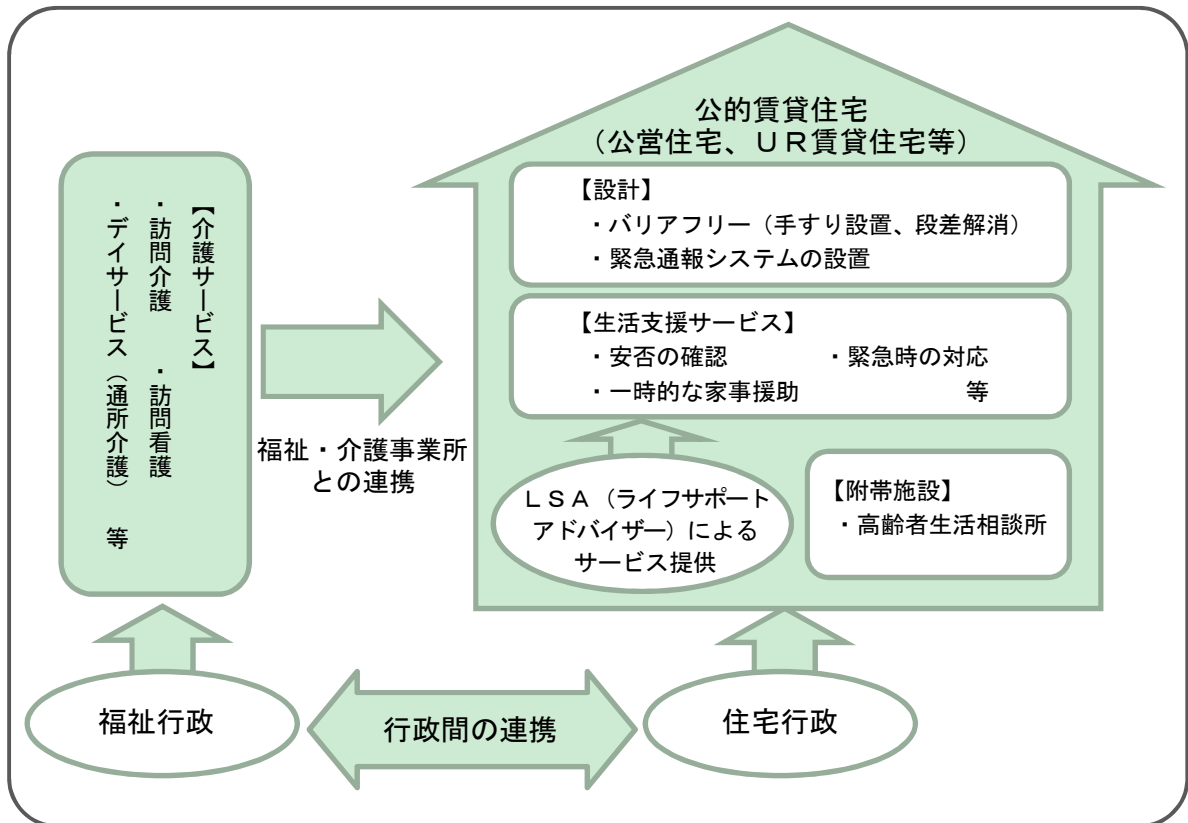 公的賃貸住宅
（公営住宅、ＵＲ賃貸住宅等）
【設計】
・バリアフリー（手すり設置、段差解消）
・緊急通報システムの設置
【生活支援サービス】
・安否の確認　・緊急時の対応
・一時的な家事援助　等
ＬＳＡ（ライフサポート
アドバイザー）による
サービス提供
【附帯施設】
・高齢者生活相談所
【介護サービス】
・訪問介護　・訪問看護
・デイサービス（通所介護）　等
福祉・介護事業所
との連携
福祉行政
行政間の連携
住宅行政